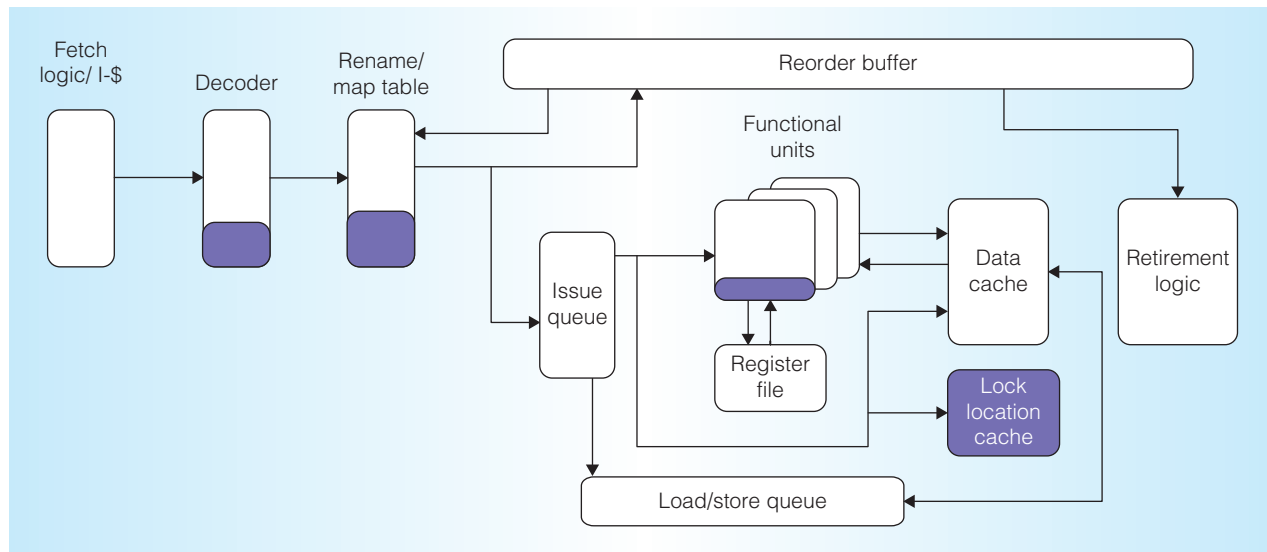 Fetch
logic/ I-$
Decoder
Rename/
map table
Reorder buffer
Functional
units
Issue
queue
Register
file
Data
cache
Retirement
logic
Lock
location
cache
Load/store queue